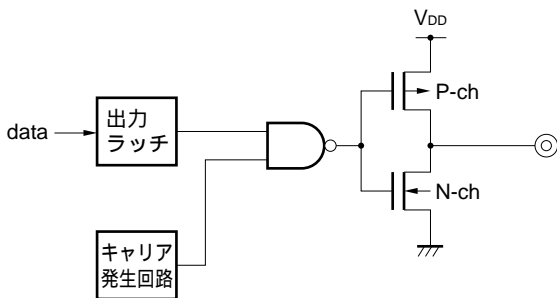 VDD
P-ch
出力
data
ラッチ
N-ch
キャリア
発生回路